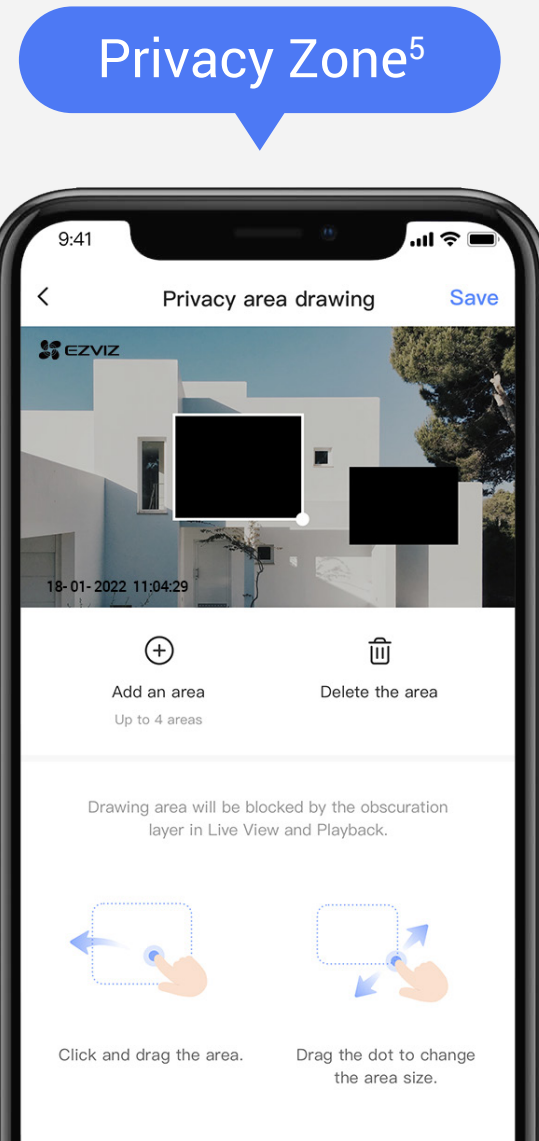 Privacy Zone⁵
9:41
Privacy area drawing
Save
EZVIZ
18-01-2022 11:04:29
Add an area
Up to 4 areas
Delete the area
Drawing area will be blocked by the obscuration
layer in Live View and Playback.
Click and drag the area.
Drag the dot to change
the area size.